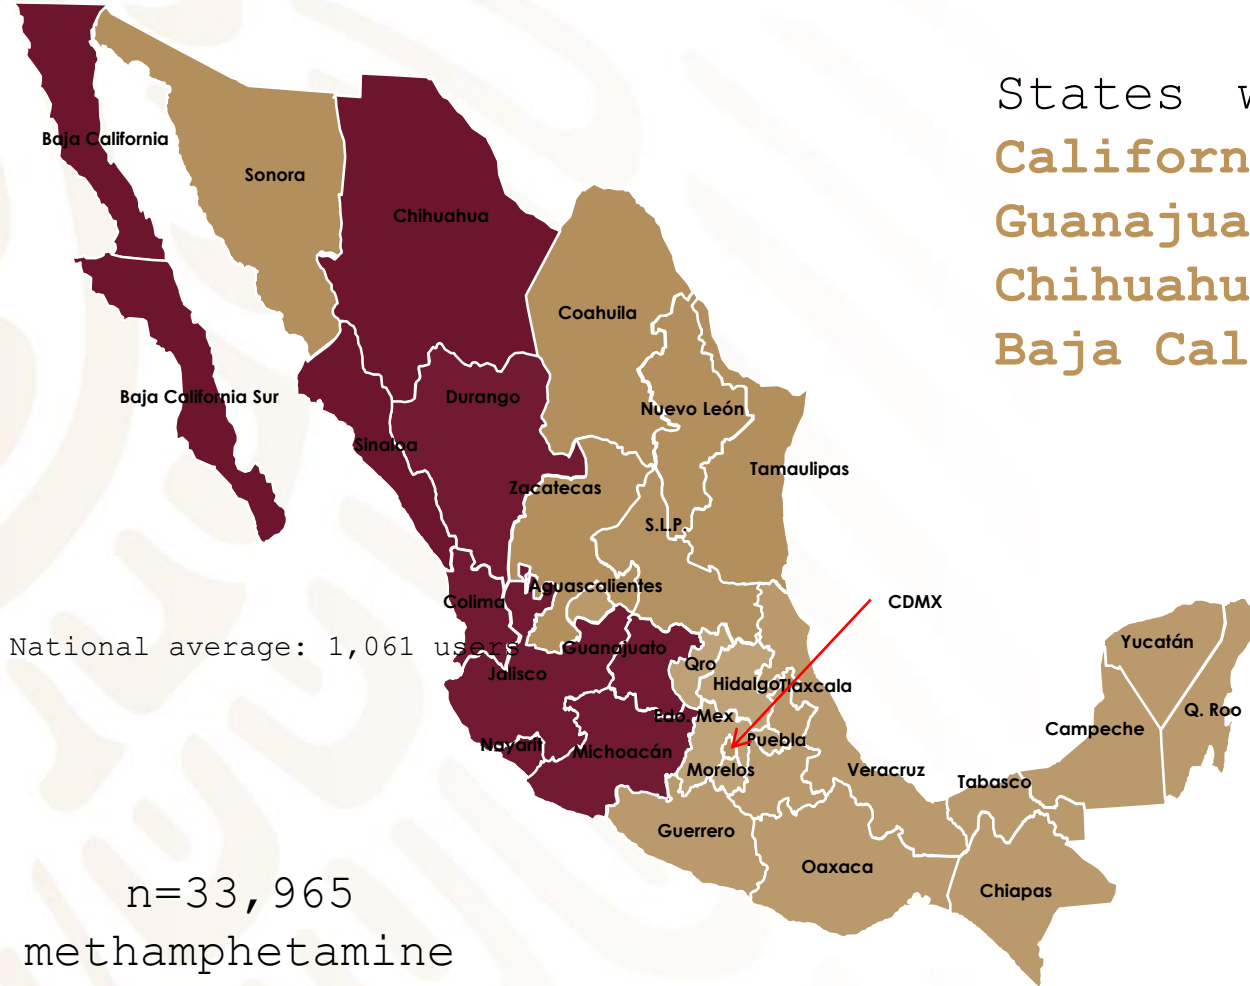 States w
Californ
Guanajua
Chihuahu
Baja Cal
Baja California
Sonora
Chihuahua
Coahuila
Baja California Sur
Durango
Nuevo León
Sinaloa
Tamaulipas
Zacatecas
S.L.P.
Aguascalientes
Colima
CDMX
National average: 1,061 users
Guanajuato
Yucatán
Qro
Jalisco
Hidalgo
Tlaxcala
Edo. Mex
Q. Roo
Campeche
Nayarit
Michoacán
Puebla
Morelos
Veracruz
Tabasco
Guerrero
Oaxaca
Chiapas
n=33,965
methamphetamine